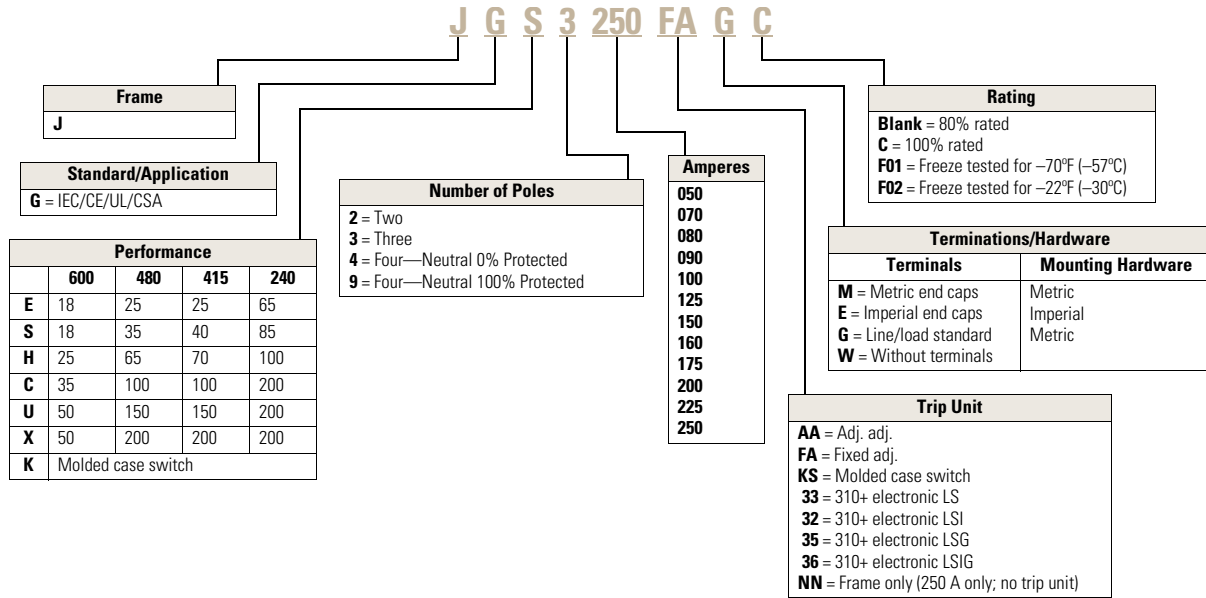 J G S 3 250 FA G C
Frame
J
Standard/Application
G = IEC/CE/UL/CSA
Performance
600 480 415 240
E 18 25 25 65
S 18 35 40 85
H 25 65 70 100
C 35 100 100 200
U 50 150 150 200
X 50 200 200 200
K Molded case switch
Number of Poles
2 = Two
3 = Three
4 = Four—Neutral 0% Protected
9 = Four—Neutral 100% Protected
Amperes
050
070
080
090
100
125
150
160
175
200
225
250
Rating
Blank = 80% rated
C = 100% rated
F01 = Freeze tested for –70ºF (–57ºC)
F02 = Freeze tested for –22ºF (–30ºC)
Terminations/Hardware
Terminals Mounting Hardware
M = Metric end caps Metric
E = Imperial end caps Imperial
G = Line/load standard Metric
W = Without terminals
Trip Unit
AA = Adj. adj.
FA = Fixed adj.
KS = Molded case switch
33 = 310+ electronic LS
32 = 310+ electronic LSI
35 = 310+ electronic LSG
36 = 310+ electronic LSIG
NN = Frame only (250 A only; no trip unit)